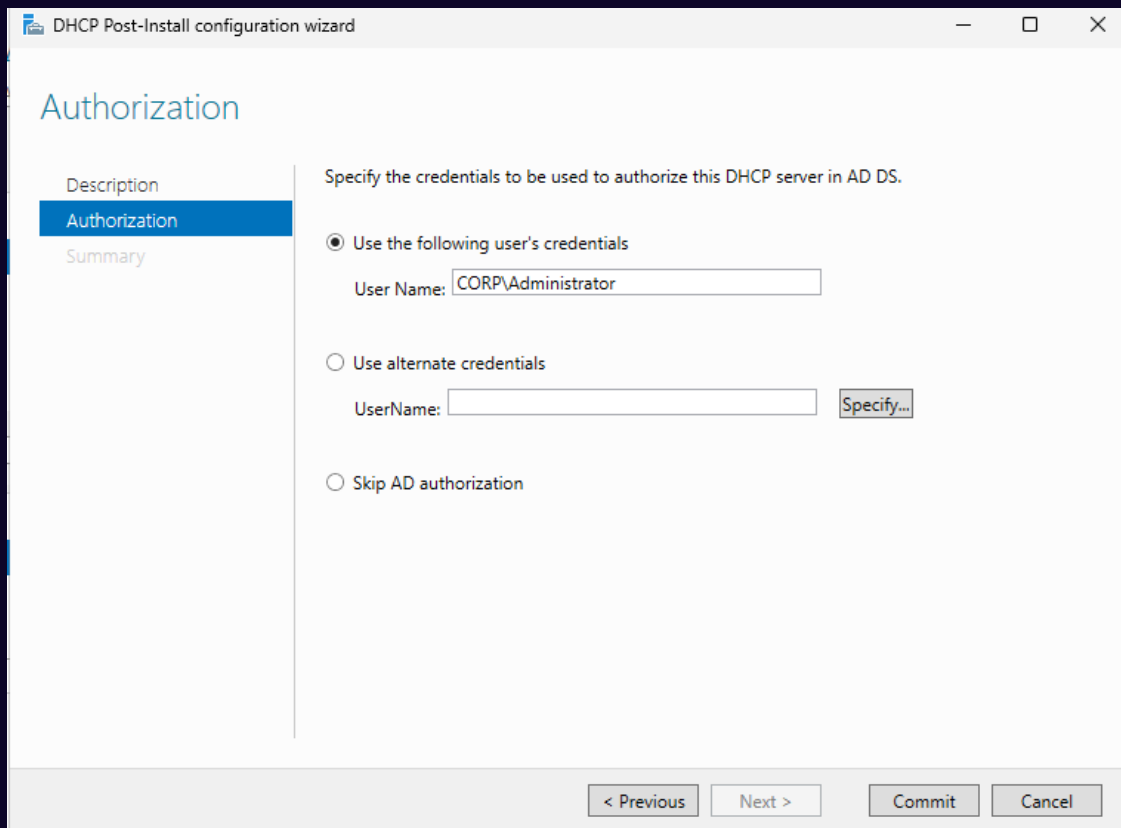 DHCP Post-Install configuration wizard
Authorization
Description
Authorization
Summary
Specify the credentials to be used to authorize this DHCP server in AD DS.
Use the following user's credentials
User Name: CORP\Administrator
Use alternate credentials
UserName:
Specify...
Skip AD authorization
< Previous
Next >
Commit
Cancel